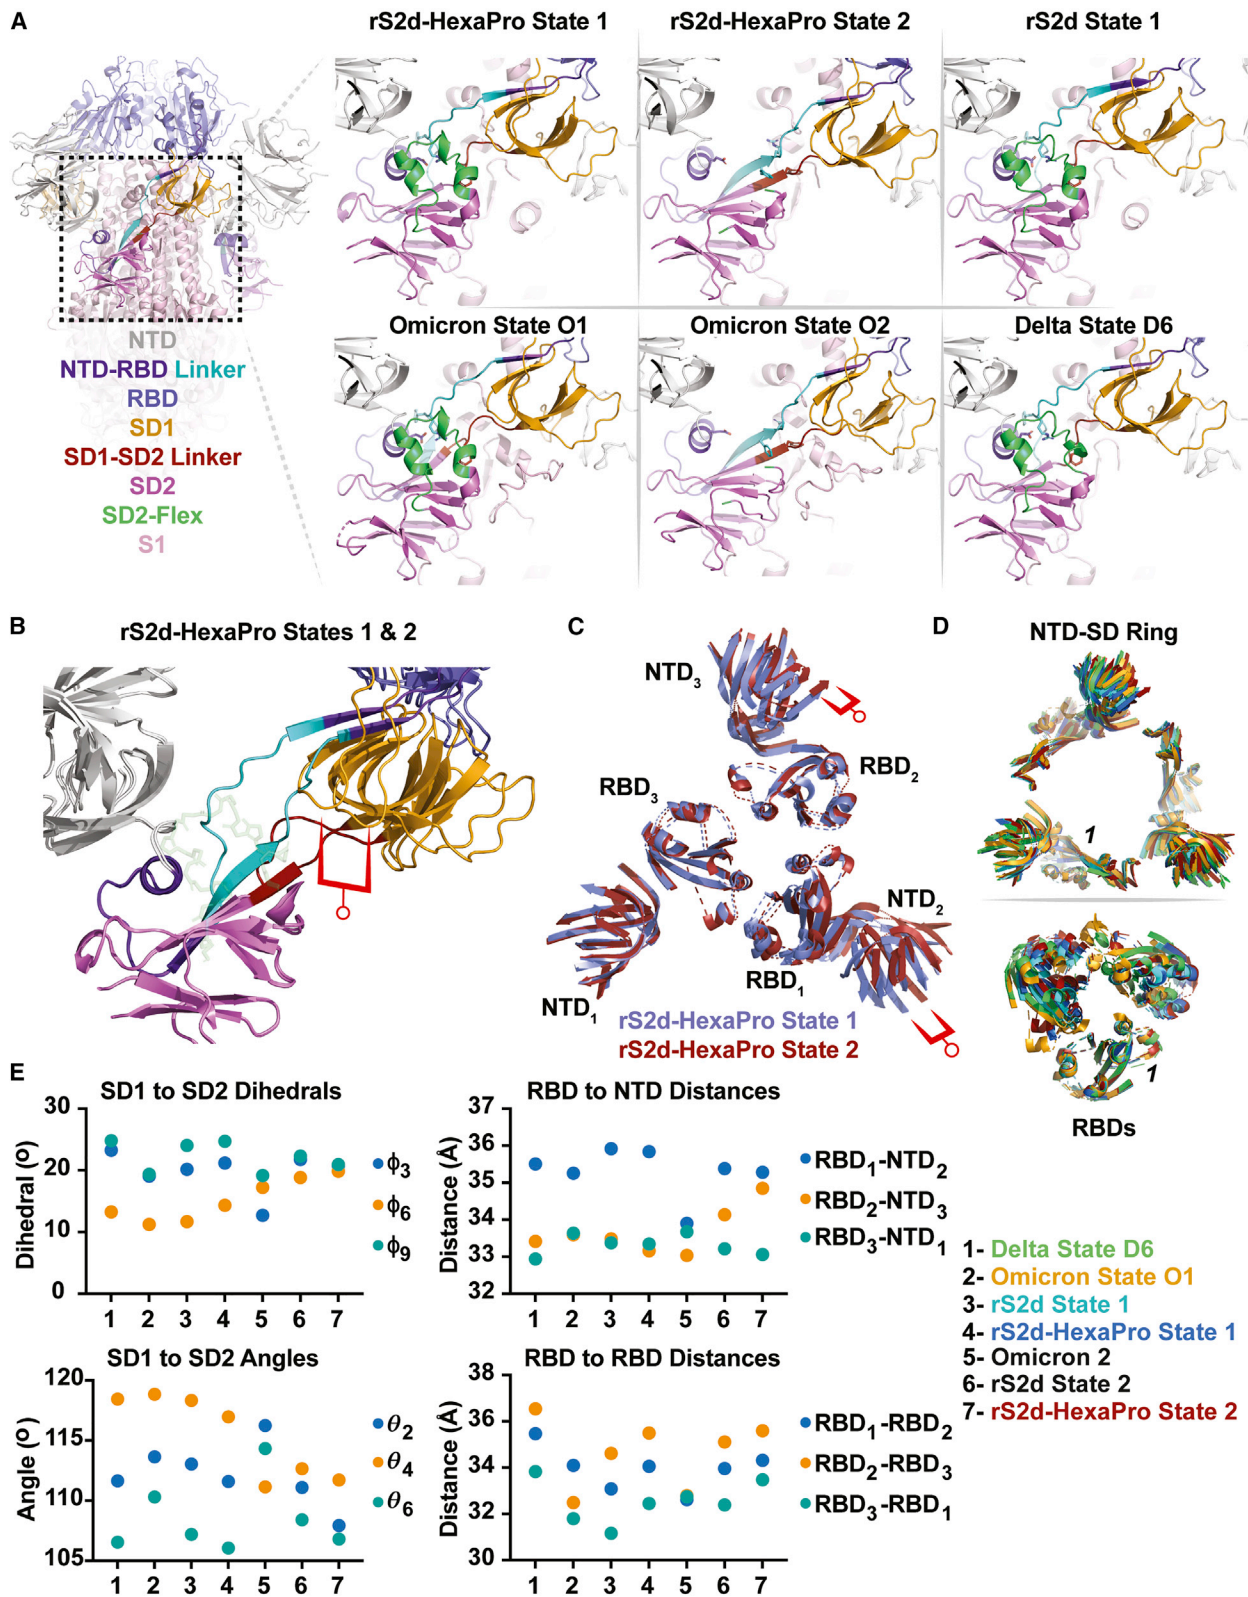 A
rS2d-HexaPro State 1
rS2d-HexaPro State 2
rS2d State 1
Omicron State O1
Omicron State O2
Delta State D6
NTD
NTD-RBD Linker
RBD
SD1
SD1-SD2 Linker
SD2
SD2-Flex
S1
B
rS2d-HexaPro States 1 & 2
C
NTD3
RBD2
RBD3
NTD2
RBD1
NTD1
rS2d-HexaPro State 1
rS2d-HexaPro State 2
D
NTD-SD Ring
1
1
RBDs
E
SD1 to SD2 Dihedrals
Dihedral (º)
30
20
10
0
1 2 3 4 5 6 7
ϕ3
ϕ6
ϕ9
RBD to NTD Distances
Distance (Å)
37
36
35
34
33
32
1 2 3 4 5 6 7
RBD1-NTD2
RBD2-NTD3
RBD3-NTD1
SD1 to SD2 Angles
Angle (º)
120
115
110
105
1 2 3 4 5 6 7
θ2
θ4
θ6
RBD to RBD Distances
Distance (Å)
38
36
34
32
30
1 2 3 4 5 6 7
RBD1-RBD2
RBD2-RBD3
RBD3-RBD1
1- Delta State D6
2- Omicron State O1
3- rS2d State 1
4- rS2d-HexaPro State 1
5- Omicron 2
6- rS2d State 2
7- rS2d-HexaPro State 2